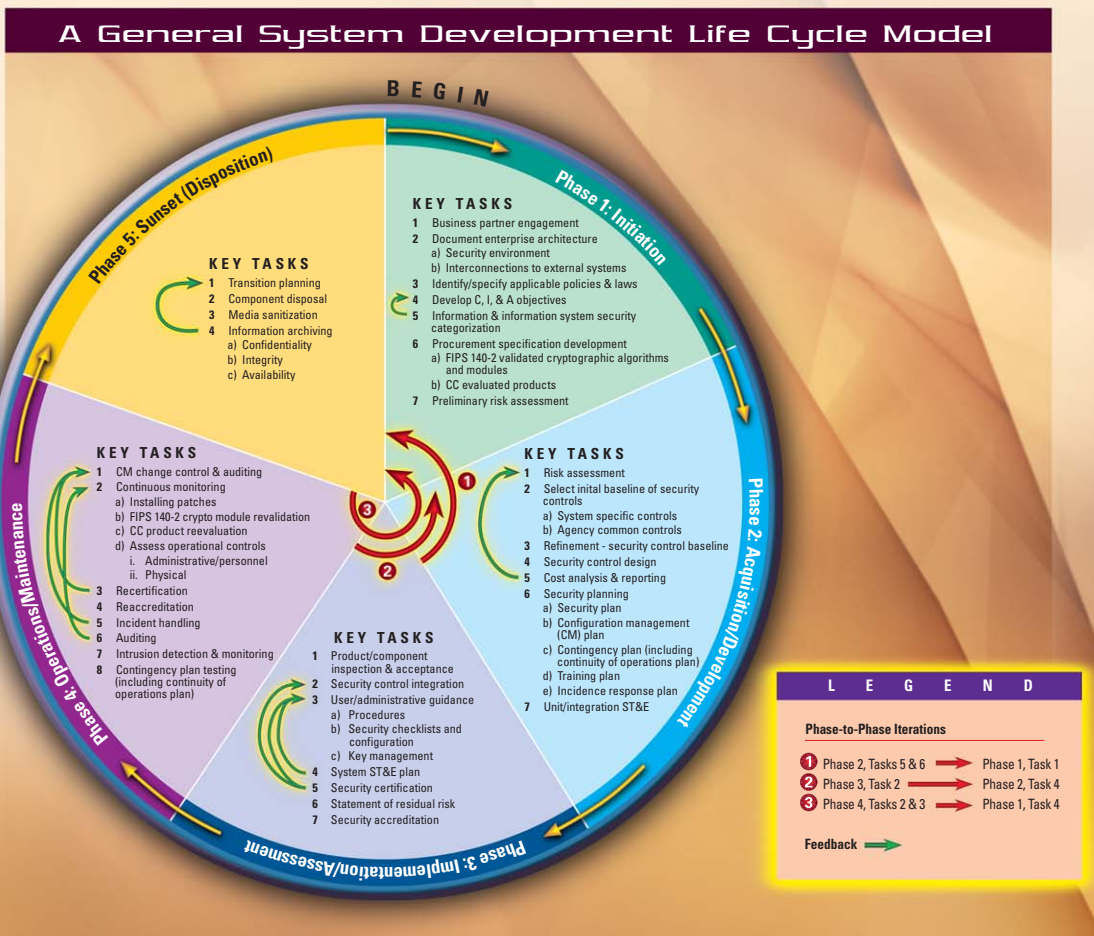 A General System Development Life Cycle Model
BEGIN
Phase 1: Initiation
KEY TASKS
1 Business partner engagement
2 Document enterprise architecture
a) Security environment
b) Interconnections to external systems
3 Identify/specify applicable policies & laws
4 Develop C, I, & A objectives
5 Information & information system security
categorization
6 Procurement specification development
a) FIPS 140-2 validated cryptographic algorithms
and modules
b) CC evaluated products
7 Preliminary risk assessment
Phase 2: Acquisition/Development
KEY TASKS
1 Risk assessment
2 Select inital baseline of security
controls
a) System specific controls
b) Agency common controls
3 Refinement - security control baseline
4 Security control design
5 Cost analysis & reporting
6 Security planning
a) Security plan
b) Configuration management
(CM) plan
c) Contingency plan (including
continuity of operations plan)
d) Training plan
e) Incidence response plan
7 Unit/integration ST&E
Phase 3: Implementation/Assessment
KEY TASKS
1 Product/component
inspection & acceptance
2 Security control integration
3 User/administrative guidance
a) Procedures
b) Security checklists and
configuration
c) Key management
4 System ST&E plan
5 Security certification
6 Statement of residual risk
7 Security accreditation
Phase 4: Operations/Maintenance
KEY TASKS
1 CM change control & auditing
2 Continuous monitoring
a) Installing patches
b) FIPS 140-2 crypto module revalidation
c) CC product reevaluation
d) Assess operational controls
i. Administrative/personnel
ii. Physical
3 Recertification
4 Reaccreditation
5 Incident handling
6 Auditing
7 Intrusion detection & monitoring
8 Contingency plan testing
(including continuity of
operations plan)
Phase 5: Sunset (Disposition)
KEY TASKS
1 Transition planning
2 Component disposal
3 Media sanitization
4 Information archiving
a) Confidentiality
b) Integrity
c) Availability
1
2
3
LEGEND
Phase-to-Phase Iterations
1 Phase 2, Tasks 5 & 6 Phase 1, Task 1
2 Phase 3, Task 2 Phase 2, Task 4
3 Phase 4, Tasks 2 & 3 Phase 1, Task 4
Feedback